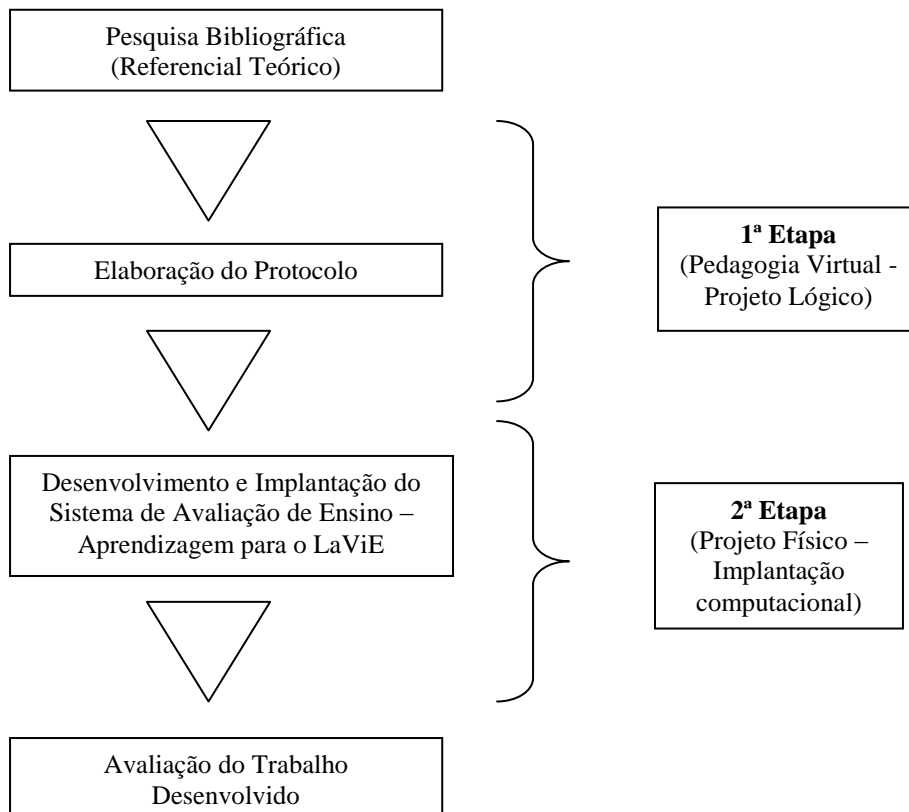 Pesquisa Bibliográfica
(Referencial Teórico)
Elaboração do Protocolo
1ª Etapa
(Pedagogia Virtual -
Projeto Lógico)
Desenvolvimento e Implantação do
Sistema de Avaliação de Ensino –
Aprendizagem para o LaViE
2ª Etapa
(Projeto Físico –
Implantação
computacional)
Avaliação do Trabalho
Desenvolvido